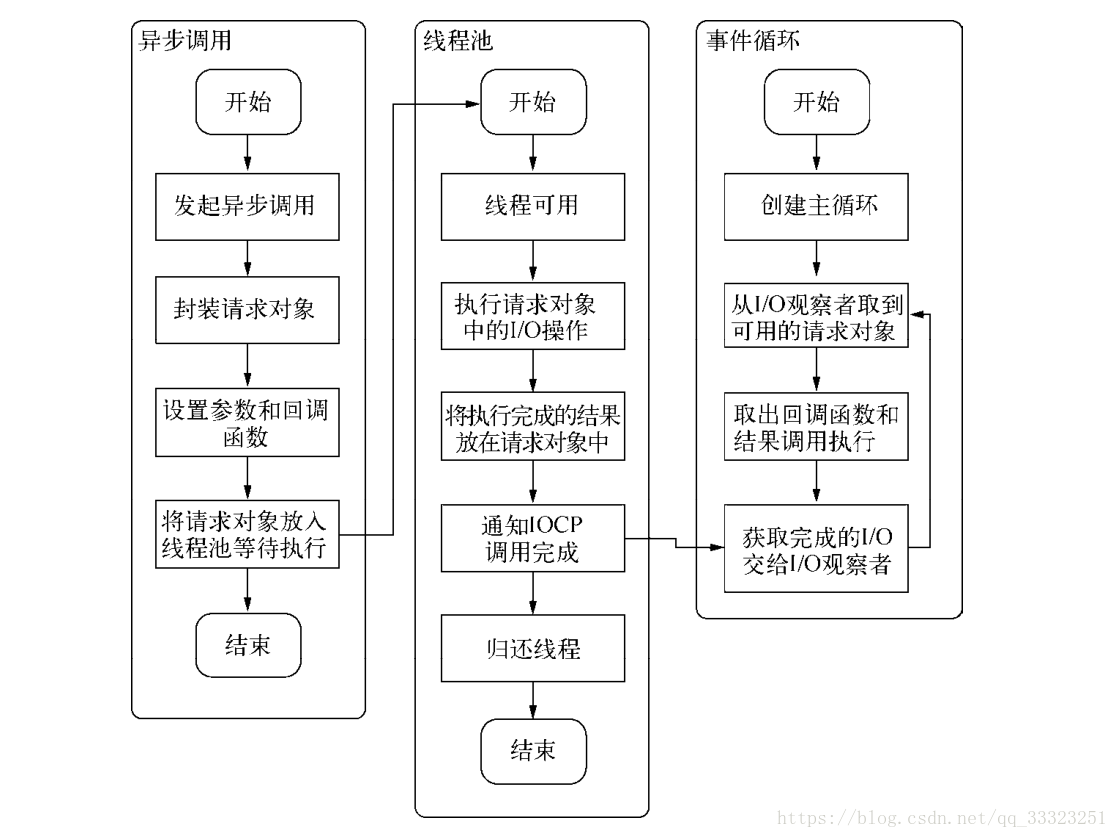 异步调用
开始
发起异步调用
封装请求对象
设置参数和回调
函数
将请求对象放入
线程池等待执行
结束
线程池
开始
线程可用
执行请求对象
中的I/O操作
将执行完成的结果
放在请求对象中
通知IOCP
调用完成
归还线程
结束
事件循环
开始
创建主循环
从I/O观察者取到
可用的请求对象
取出回调函数和
结果调用执行
获取完成的I/O
交给I/O观察者
https://blog.csdn.net/qq_33323251